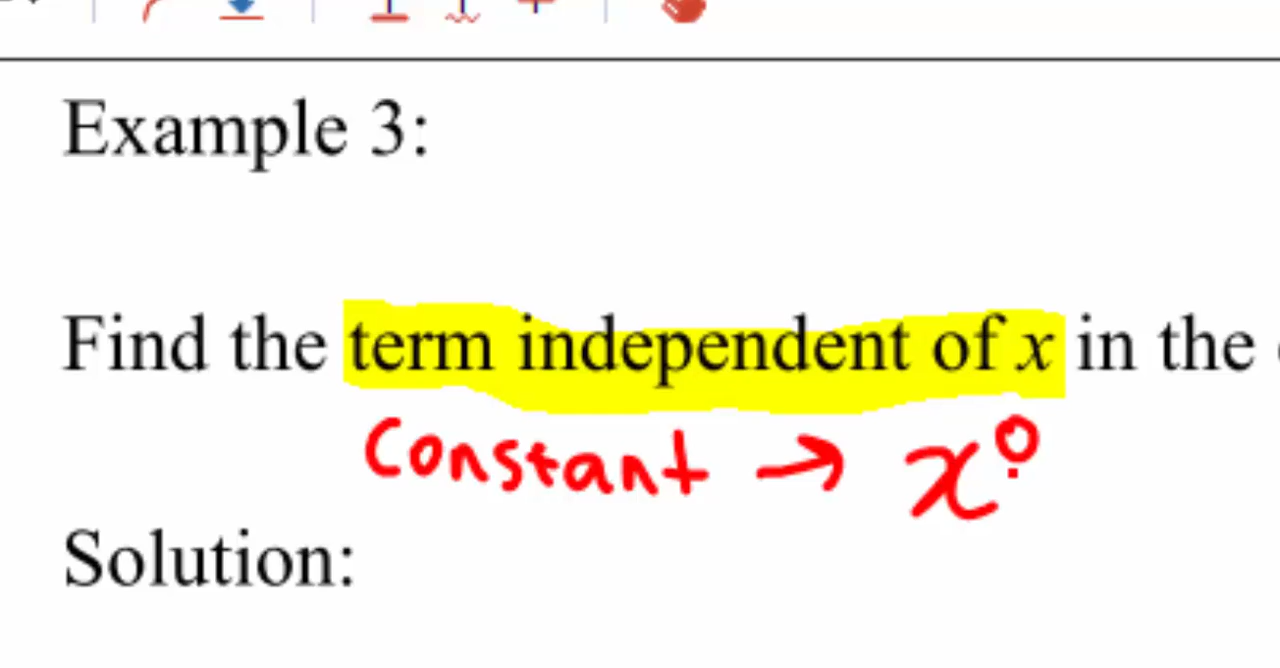 Example 3:
Find the term independent of x in the
Constant → x⁰
Solution: